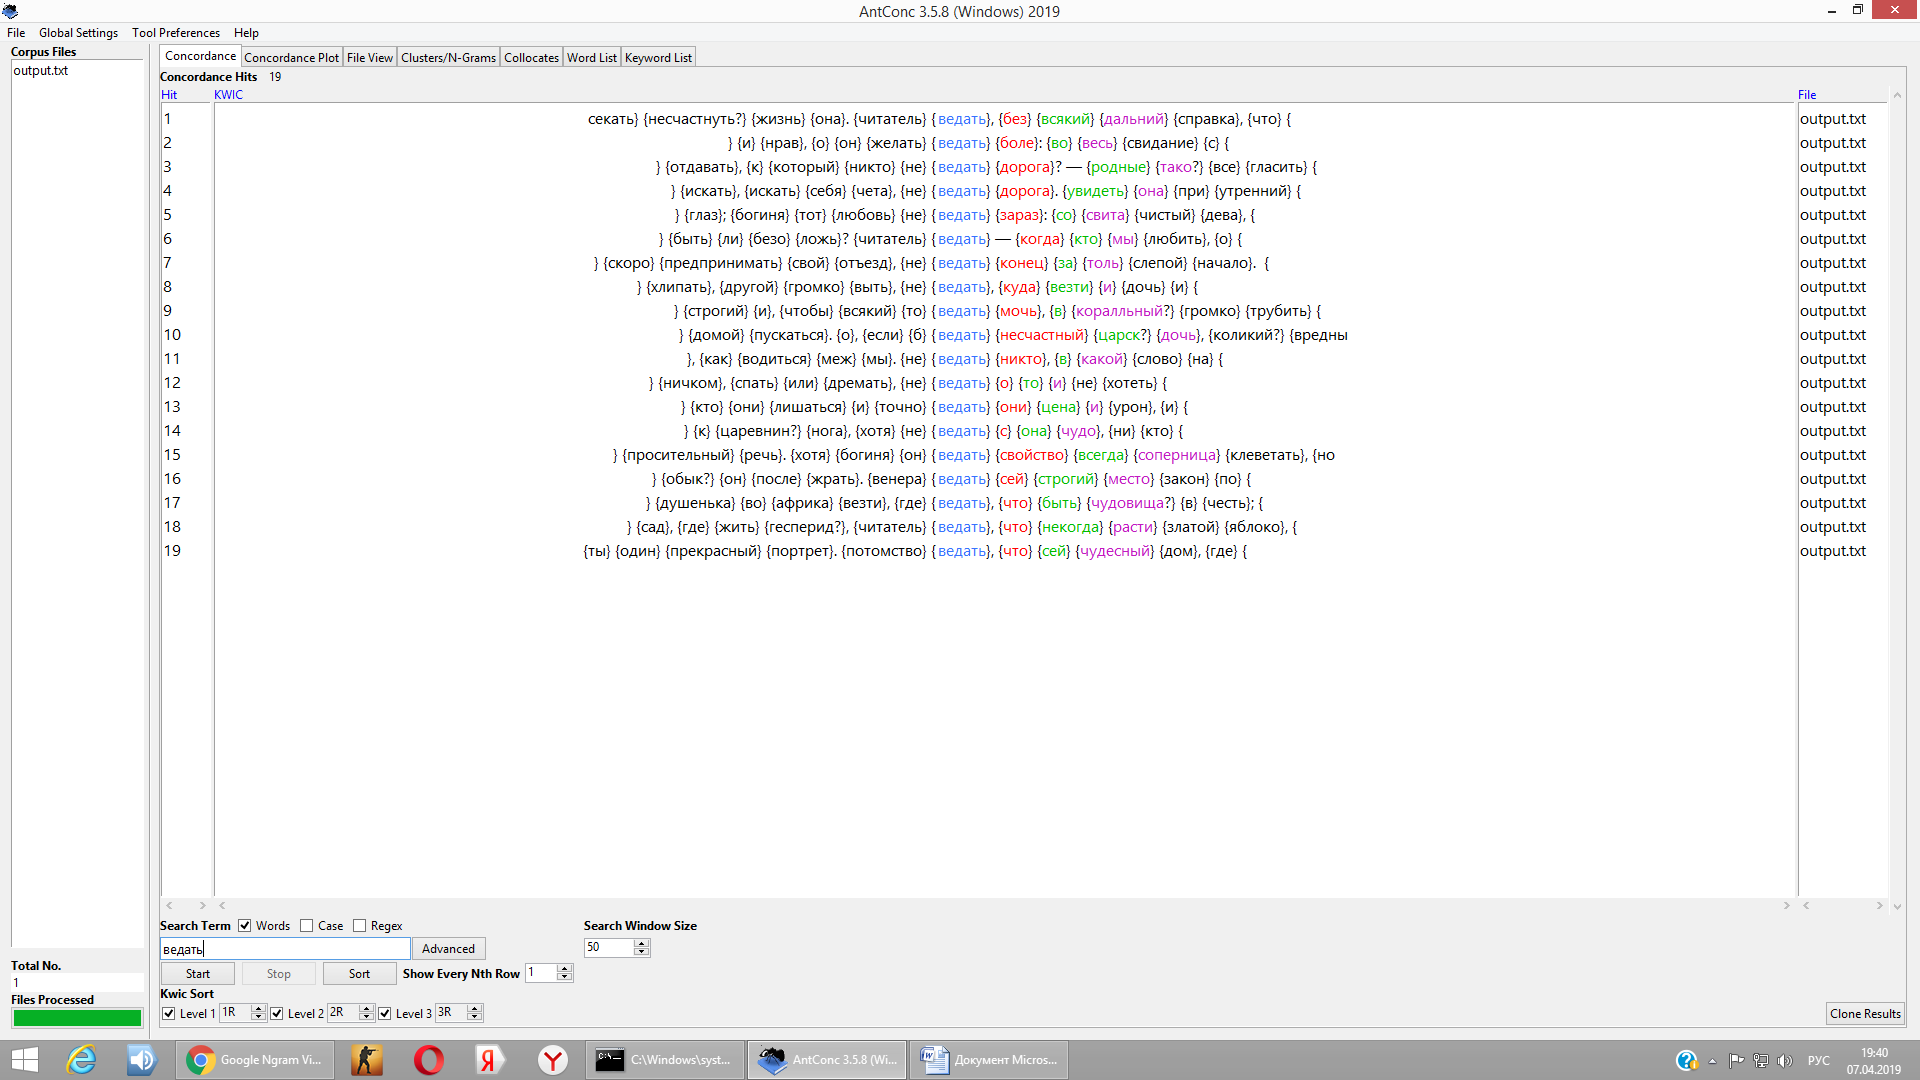 AntConc 3.5.8 (Windows) 2019
File Global Settings Tool Preferences Help
Corpus Files
output.txt
Concordance Concordance Plot File View Clusters/N-Grams Collocates Word List Keyword List
Concordance Hits 19
Hit KWIC File
1 секать} {несчастнуть?} {жизнь} {она}. {читатель} {ведать}, {без} {всякий} {дальний} {справка}, {что} { output.txt
2 } {и} {нрав}, {о} {он} {желать} {ведать} {боле}: {во} {весь} {свидание} {с} { output.txt
3 } {отдавать}, {к} {который} {никто} {не} {ведать} {дорога}? — {родные} {тако?} {все} {гласить} { output.txt
4 } {искать}, {искать} {себя} {чета}, {не} {ведать} {дорога}. {увидеть} {она} {при} {утренний} { output.txt
5 } {глаз}; {богиня} {тот} {любовь} {не} {ведать} {зараз}: {со} {свита} {чистый} {дева}, { output.txt
6 } {быть} {ли} {безо} {ложь}? {читатель} {ведать} — {когда} {кто} {мы} {любить}, {о} { output.txt
7 } {скоро} {предпринимать} {свой} {отъезд}, {не} {ведать} {конец} {за} {толь} {слепой} {начало}. { output.txt
8 } {хлипать}, {другой} {громко} {выть}, {не} {ведать}, {куда} {везти} {и} {дочь} {и} { output.txt
9 } {строгий} {и}, {чтобы} {всякий} {то} {ведать} {мочь}, {в} {коралльный?} {громко} {трубить} { output.txt
10 } {домой} {пускаться}. {о}, {если} {б} {ведать} {несчастный} {царск?} {дочь}, {коликий?} {вредны output.txt
11 }, {как} {водиться} {меж} {мы}. {не} {ведать} {никто}, {в} {какой} {слово} {на} { output.txt
12 } {ничком}, {спать} {или} {дремать}, {не} {ведать} {о} {то} {и} {не} {хотеть} { output.txt
13 } {кто} {они} {лишаться} {и} {точно} {ведать} {они} {цена} {и} {урон}, {и} { output.txt
14 } {к} {царевнин?} {нога}, {хотя} {не} {ведать} {с} {она} {чудо}, {ни} {кто} { output.txt
15 } {просительный} {речь}. {хотя} {богиня} {он} {ведать} {свойство} {всегда} {соперница} {клеветать}, {но output.txt
16 } {обык?} {он} {после} {жрать}. {венера} {ведать} {сей} {строгий} {место} {закон} {по} { output.txt
17 } {душенька} {во} {африка} {везти}, {где} {ведать}, {что} {быть} {чудовища?} {в} {честь}; { output.txt
18 } {сад}, {где} {жить} {гесперид?}, {читатель} {ведать}, {что} {некогда} {расти} {златой} {яблоко}, { output.txt
19 {ты} {один} {прекрасный} {портрет}. {потомство} {ведать}, {что} {сей} {чудесный} {дом}, {где} { output.txt
Search Term Words Case Regex Search Window Size
ведать Advanced 50
Start Stop Sort Show Every Nth Row 1
Kwic Sort
Level 1 1R Level 2 2R Level 3 3R Clone Results
Total No.
1
Files Processed
Google Ngram Vi... C:\Windows\syst... AntConc 3.5.8 (Wi... Документ Micros... РУС 19:40
07.04.2019